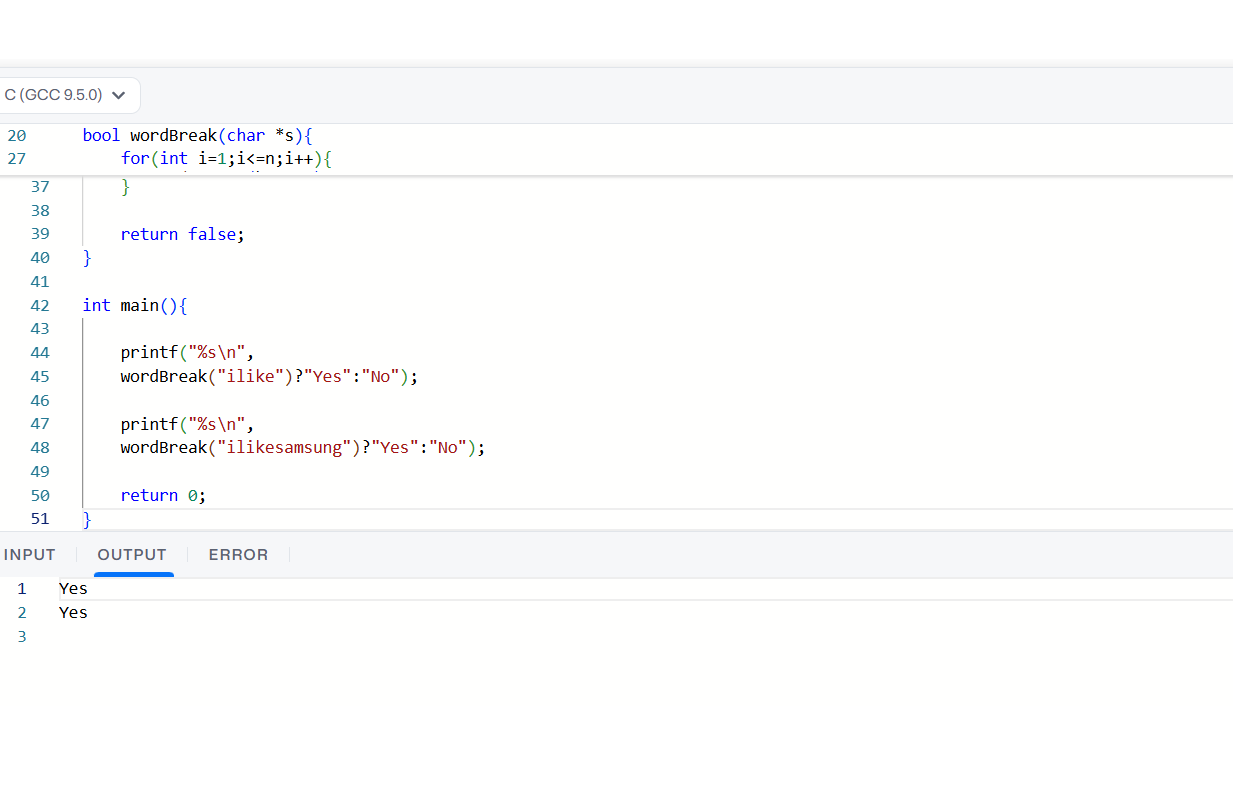 C (GCC 9.5.0)
20 bool wordBreak(char *s){
27 for(int i=1;i<=n;i++){
37 }
38
39 return false;
40 }
41
42 int main(){
43
44 printf("%s\n",
45 wordBreak("ilike")?"Yes":"No");
46
47 printf("%s\n",
48 wordBreak("ilikesamsung")?"Yes":"No");
49
50 return 0;
51 }
INPUT OUTPUT ERROR
1 Yes
2 Yes
3